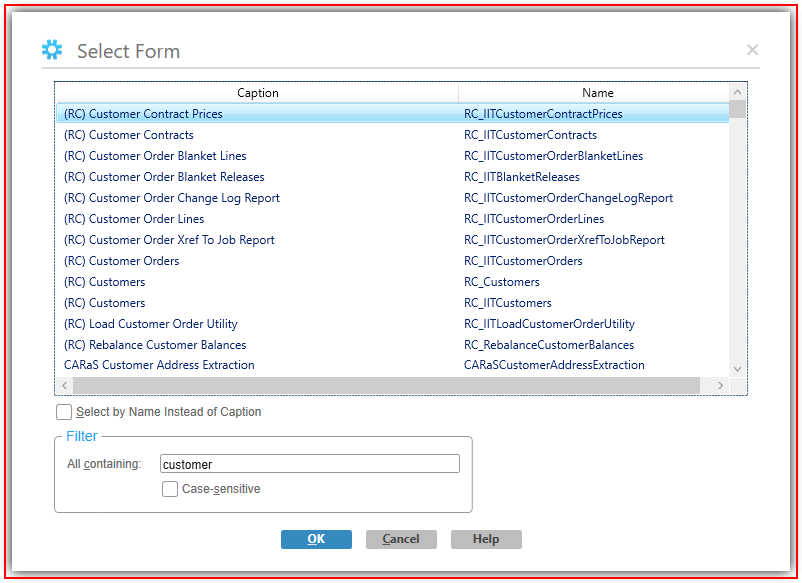 Select Form
Caption Name
(RC) Customer Contract Prices RC_IITCustomerContractPrices
(RC) Customer Contracts RC_IITCustomerContracts
(RC) Customer Order Blanket Lines RC_IITCustomerOrderBlanketLines
(RC) Customer Order Blanket Releases RC_IITBlanketReleases
(RC) Customer Order Change Log Report RC_IITCustomerOrderChangeLogReport
(RC) Customer Order Lines RC_IITCustomerOrderLines
(RC) Customer Order Xref To Job Report RC_IITCustomerOrderXrefToJobReport
(RC) Customer Orders RC_IITCustomerOrders
(RC) Customers RC_Customers
(RC) Customers RC_IITCustomers
(RC) Load Customer Order Utility RC_IITLoadCustomerOrderUtility
(RC) Rebalance Customer Balances RC_RebalanceCustomerBalances
CARaS Customer Address Extraction CARaSCustomerAddressExtraction
Select by Name Instead of Caption
Filter
All containing: customer
Case-sensitive
OK Cancel Help